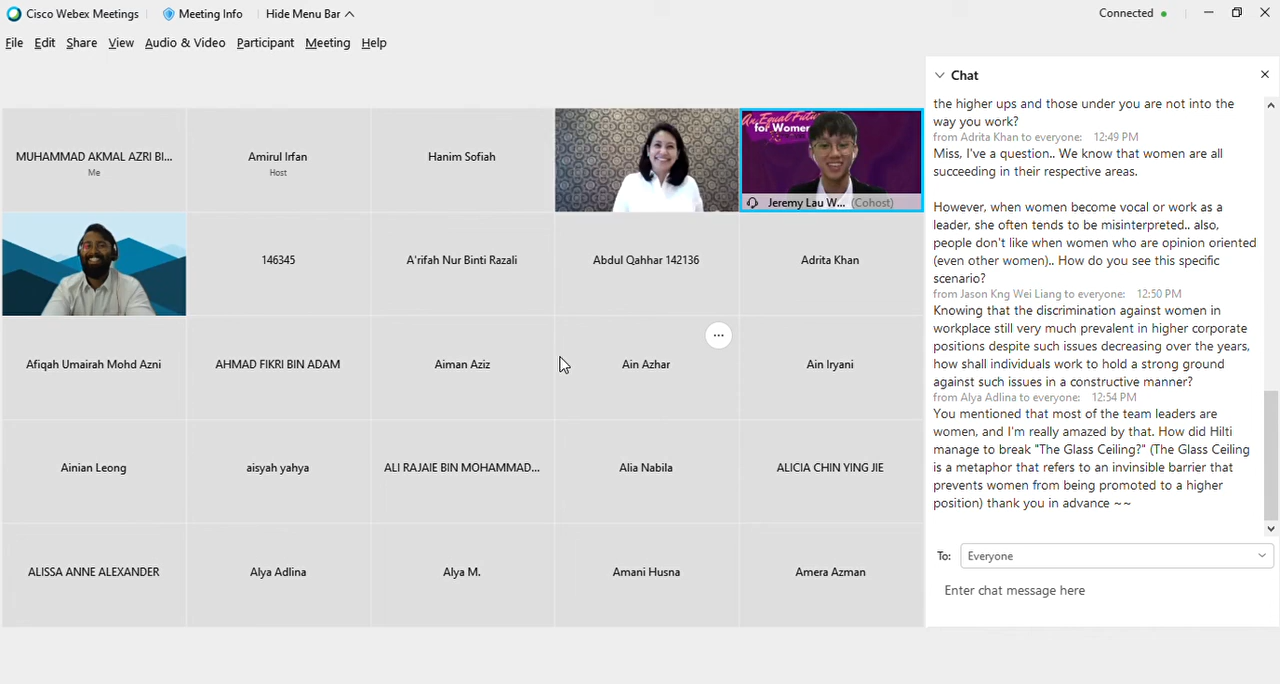 Cisco Webex Meetings
Meeting Info
Hide Menu Bar
Connected
File Edit Share View Audio & Video Participant Meeting Help
MUHAMMAD AKMAL AZRI BI...
Me
Amirul Irfan
Host
Hanim Sofiah
An Equal Futu
for Women
Jeremy Lau W... (Cohost)
146345
A'rifah Nur Binti Razali
Abdul Qahhar 142136
Adrita Khan
Afiqah Umairah Mohd Azni
AHMAD FIKRI BIN ADAM
Aiman Aziz
Ain Azhar
Ain Iryani
Ainian Leong
aisyah yahya
ALI RAJAIE BIN MOHAMMAD...
Alia Nabila
ALICIA CHIN YING JIE
ALISSA ANNE ALEXANDER
Alya Adlina
Alya M.
Amani Husna
Amera Azman
Chat
the higher ups and those under you are not into the
way you work?
from Adrita Khan to everyone: 12:49 PM
Miss, I've a question.. We know that women are all
succeeding in their respective areas.
However, when women become vocal or work as a
leader, she often tends to be misinterpreted.. also,
people don't like when women who are opinion oriented
(even other women).. How do you see this specific
scenario?
from Jason Kng Wei Liang to everyone: 12:50 PM
Knowing that the discrimination against women in
workplace still very much prevalent in higher corporate
positions despite such issues decreasing over the years,
how shall individuals work to hold a strong ground
against such issues in a constructive manner?
from Alya Adlina to everyone: 12:54 PM
You mentioned that most of the team leaders are
women, and I'm really amazed by that. How did Hilti
manage to break "The Glass Ceiling?" (The Glass Ceiling
is a metaphor that refers to an invinsible barrier that
prevents women from being promoted to a higher
position) thank you in advance ~~
To: Everyone
Enter chat message here